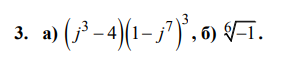 3. а) (j³ – 4)(1 – j⁷)³, б) ⁶√–1.